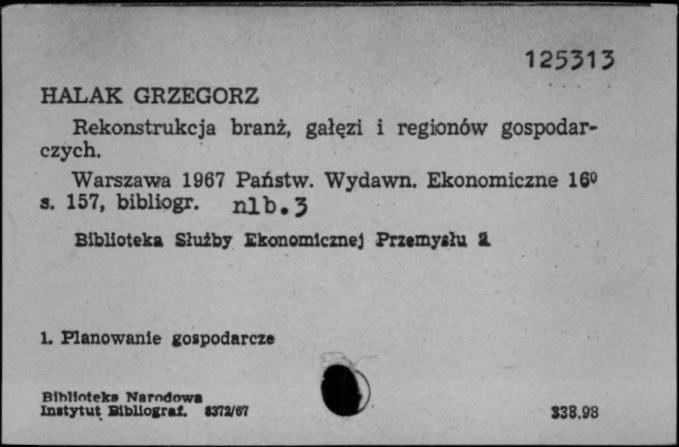 125313
HALAK GRZEGORZ
Rekonstrukcja branż, gałęzi i regionów gospodar-
czych.
Warszawa 1967 Państw. Wydawn. Ekonomiczne 16⁰
s. 157, bibliogr. nlb.3
Biblioteka Służby Ekonomicznej Przemysłu
1. Planowanie gospodarcze
Biblioteka Narodowa
Instytut Bibliograf. 8372/67
338.98